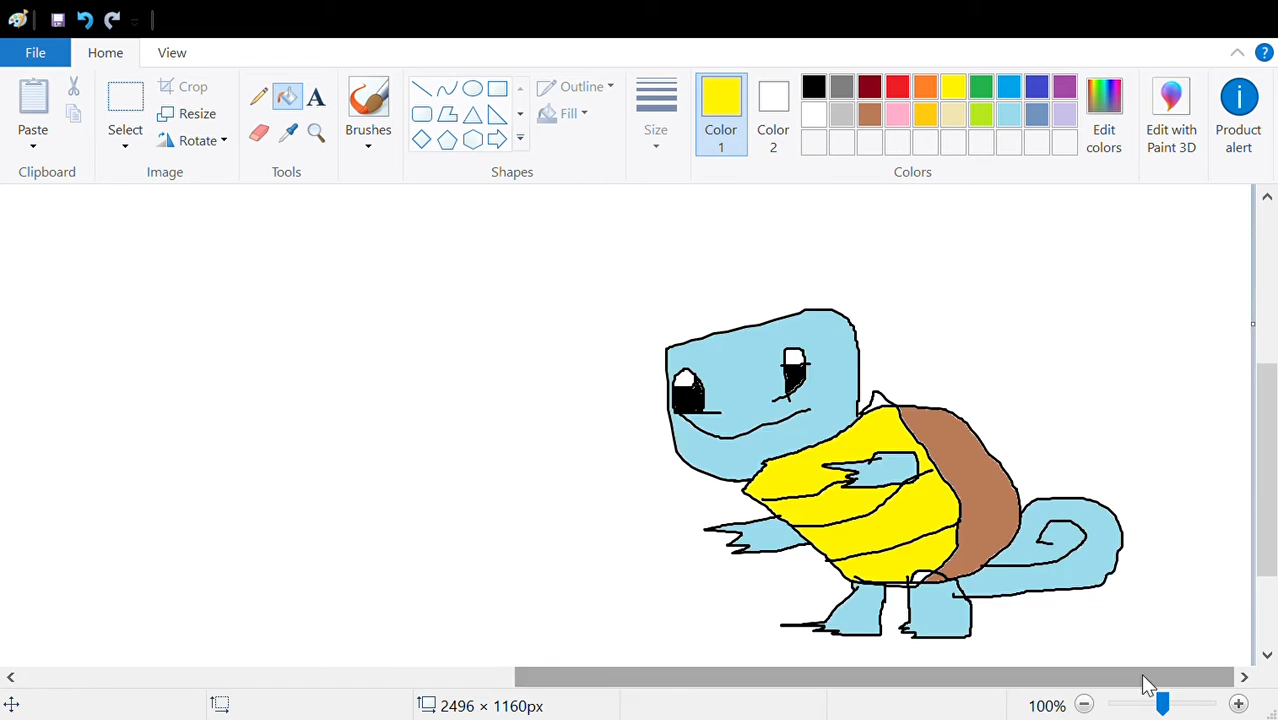 File Home View
Paste
Select
Crop
Resize
Rotate
A
Brushes
Outline
Fill
Size
Color 1
Color 2
Edit colors
Edit with Paint 3D
Product alert
Clipboard Image Tools Shapes Colors
2496 × 1160px 100%